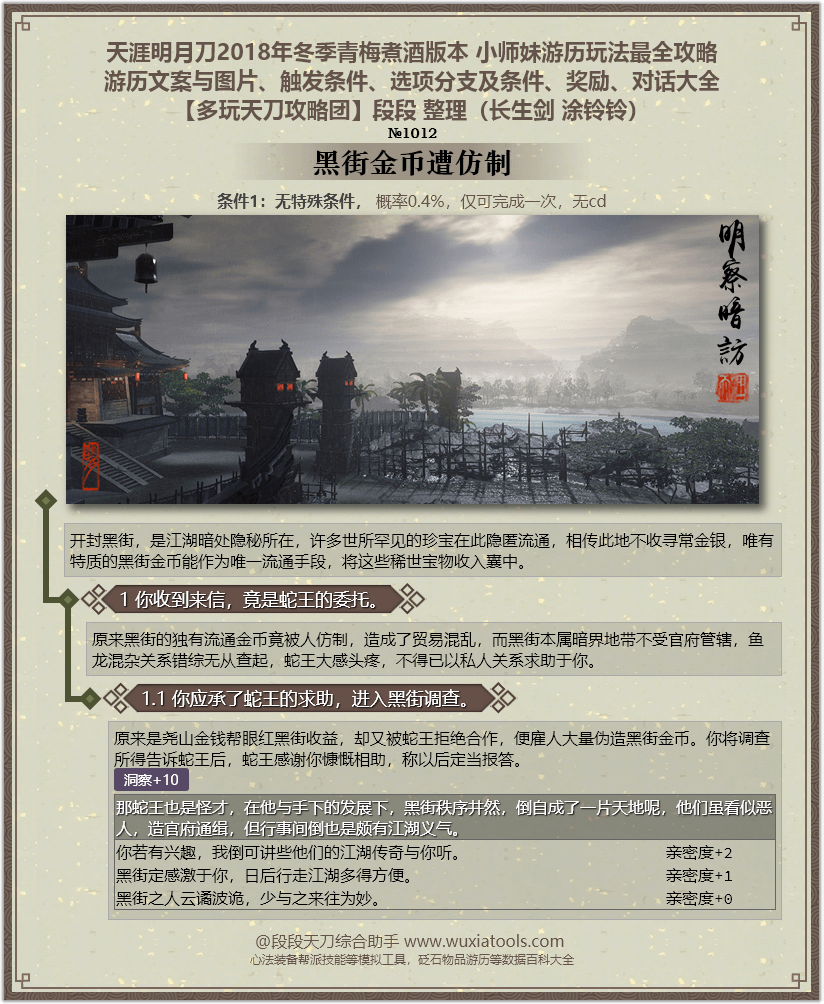 天涯明月刀2018年冬季青梅煮酒版本 小师妹游历玩法最全攻略
游历文案与图片、触发条件、选项分支及条件、奖励、对话大全
【多玩天刀攻略团】段段 整理（长生剑 涂铃铃）
№1012
黑街金币遭仿制
条件1：无特殊条件， 概率0.4%，仅可完成一次，无cd
明察暗訪
开封黑街，是江湖暗处隐秘所在，许多世所罕见的珍宝在此隐匿流通，相传此地不收寻常金银，唯有
特质的黑街金币能作为唯一流通手段，将这些稀世宝物收入囊中。
1 你收到来信，竟是蛇王的委托。
原来黑街的独有流通金币竟被人仿制，造成了贸易混乱，而黑街本属暗界地带不受官府管辖，鱼
龙混杂关系错综无从查起，蛇王大感头疼，不得已以私人关系求助于你。
1.1 你应承了蛇王的求助，进入黑街调查。
原来是尧山金钱帮眼红黑街收益，却又被蛇王拒绝合作，便雇人大量伪造黑街金币。你将调查
所得告诉蛇王后，蛇王感谢你慷慨相助，称以后定当报答。
洞察+10
那蛇王也是怪才，在他与手下的发展下，黑街秩序井然，倒自成了一片天地呢，他们虽看似恶
人，造官府通缉，但行事间倒也是颇有江湖义气。
你若有兴趣，我倒可讲些他们的江湖传奇与你听。 亲密度+2
黑街定感激于你，日后行走江湖多得方便。 亲密度+1
黑街之人云谲波诡，少与之来往为妙。 亲密度+0
@段段天刀综合助手 www.wuxiatools.com
心法装备帮派技能等模拟工具，砭石物品游历等数据百科大全